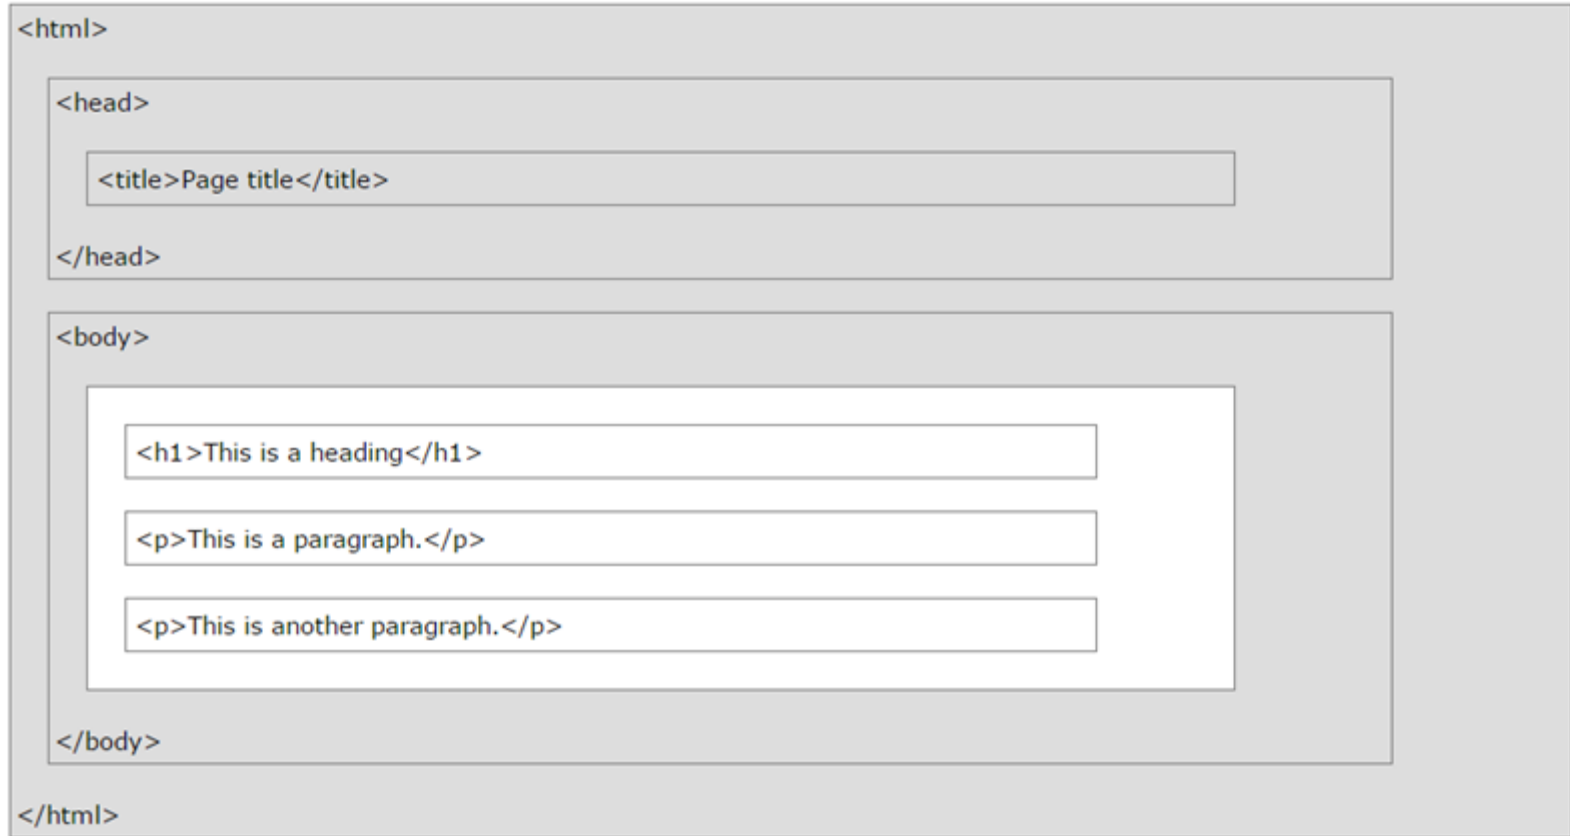 <html>
<head>
<title>Page title</title>
</head>
<body>
<h1>This is a heading</h1>
<p>This is a paragraph.</p>
<p>This is another paragraph.</p>
</body>
</html>